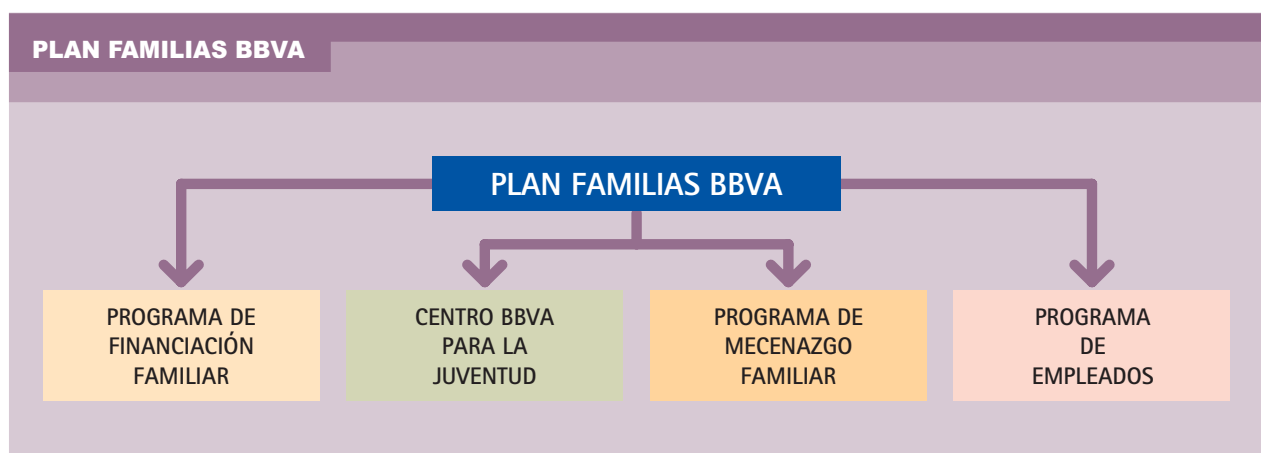 PLAN FAMILIAS BBVA
PLAN FAMILIAS BBVA
PROGRAMA DE
FINANCIACIÓN
FAMILIAR
CENTRO BBVA
PARA LA
JUVENTUD
PROGRAMA DE
MECENAZGO
FAMILIAR
PROGRAMA
DE
EMPLEADOS